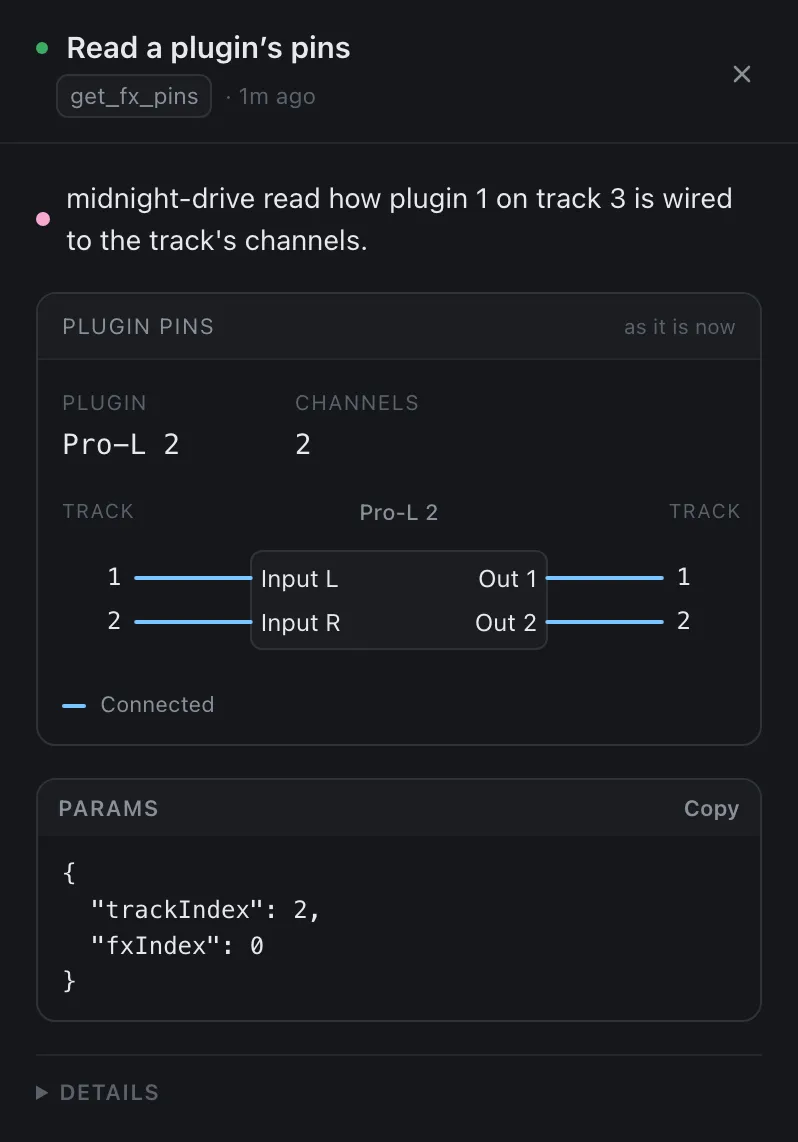 Read a plugin’s pins
get_fx_pins · 1m ago
midnight-drive read how plugin 1 on track 3 is wired
to the track's channels.
PLUGIN PINS as it is now
PLUGIN CHANNELS
Pro-L 2 2
TRACK Pro-L 2 TRACK
1 Input L Out 1 1
2 Input R Out 2 2
Connected
PARAMS Copy
{
"trackIndex": 2,
"fxIndex": 0
}
DETAILS